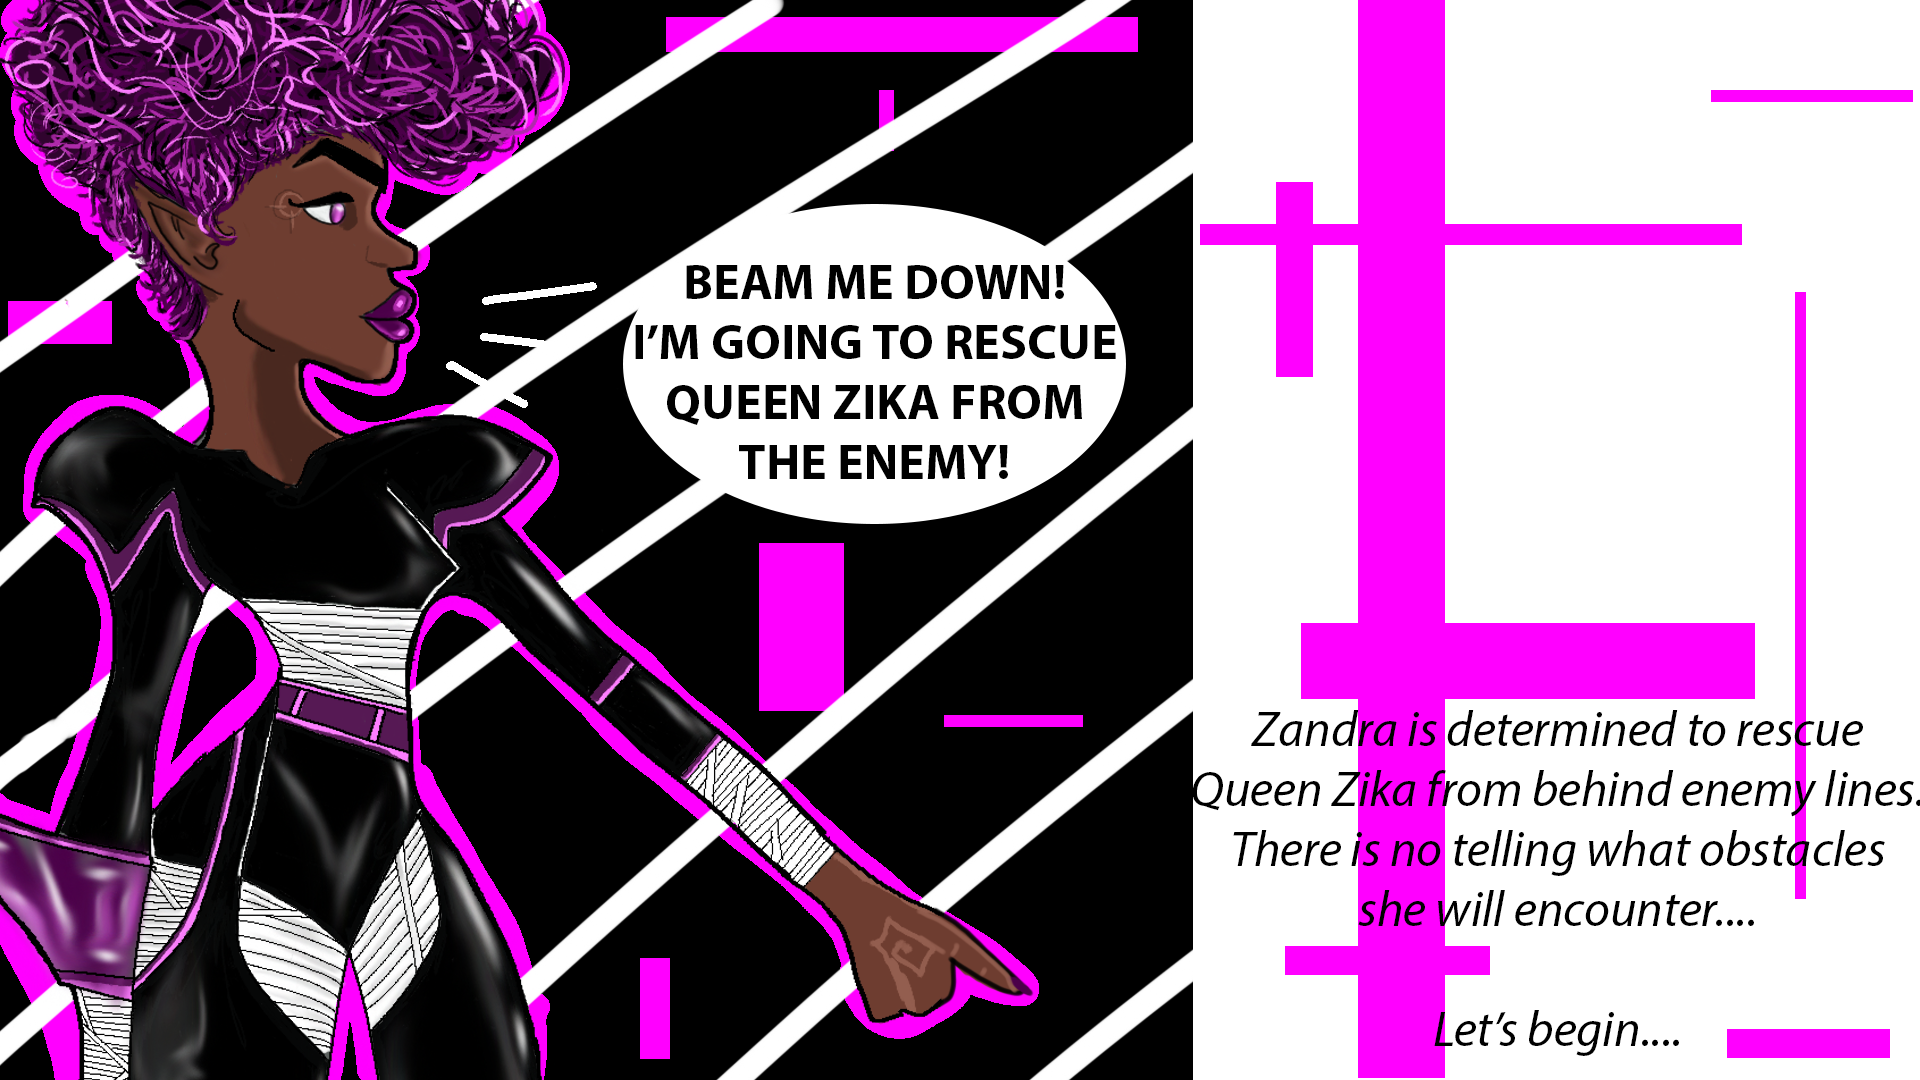 BEAM ME DOWN!
I'M GOING TO RESCUE
QUEEN ZIKA FROM
THE ENEMY!
Zandra is determined to rescue
Queen Zika from behind enemy lines.
There is no telling what obstacles
she will encounter....
Let's begin....